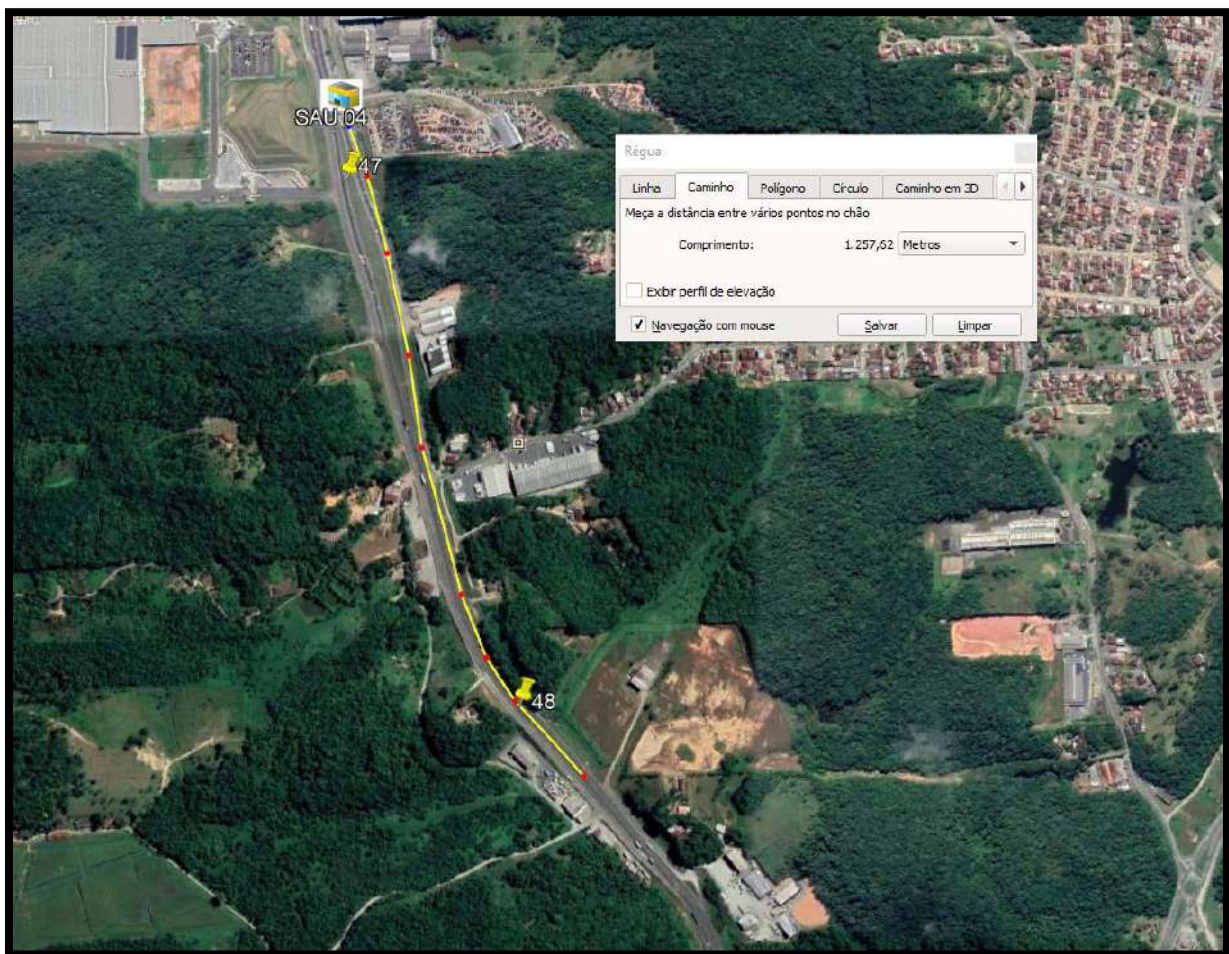 SAU 04
47
Régua
Linha Caminho Polígono Círculo Caminho em 3D
Meça a distância entre vários pontos no chão
Comprimento: 1.257,62 Metros
Exibir perfil de elevação
Navegação com mouse Salvar Limpar
48